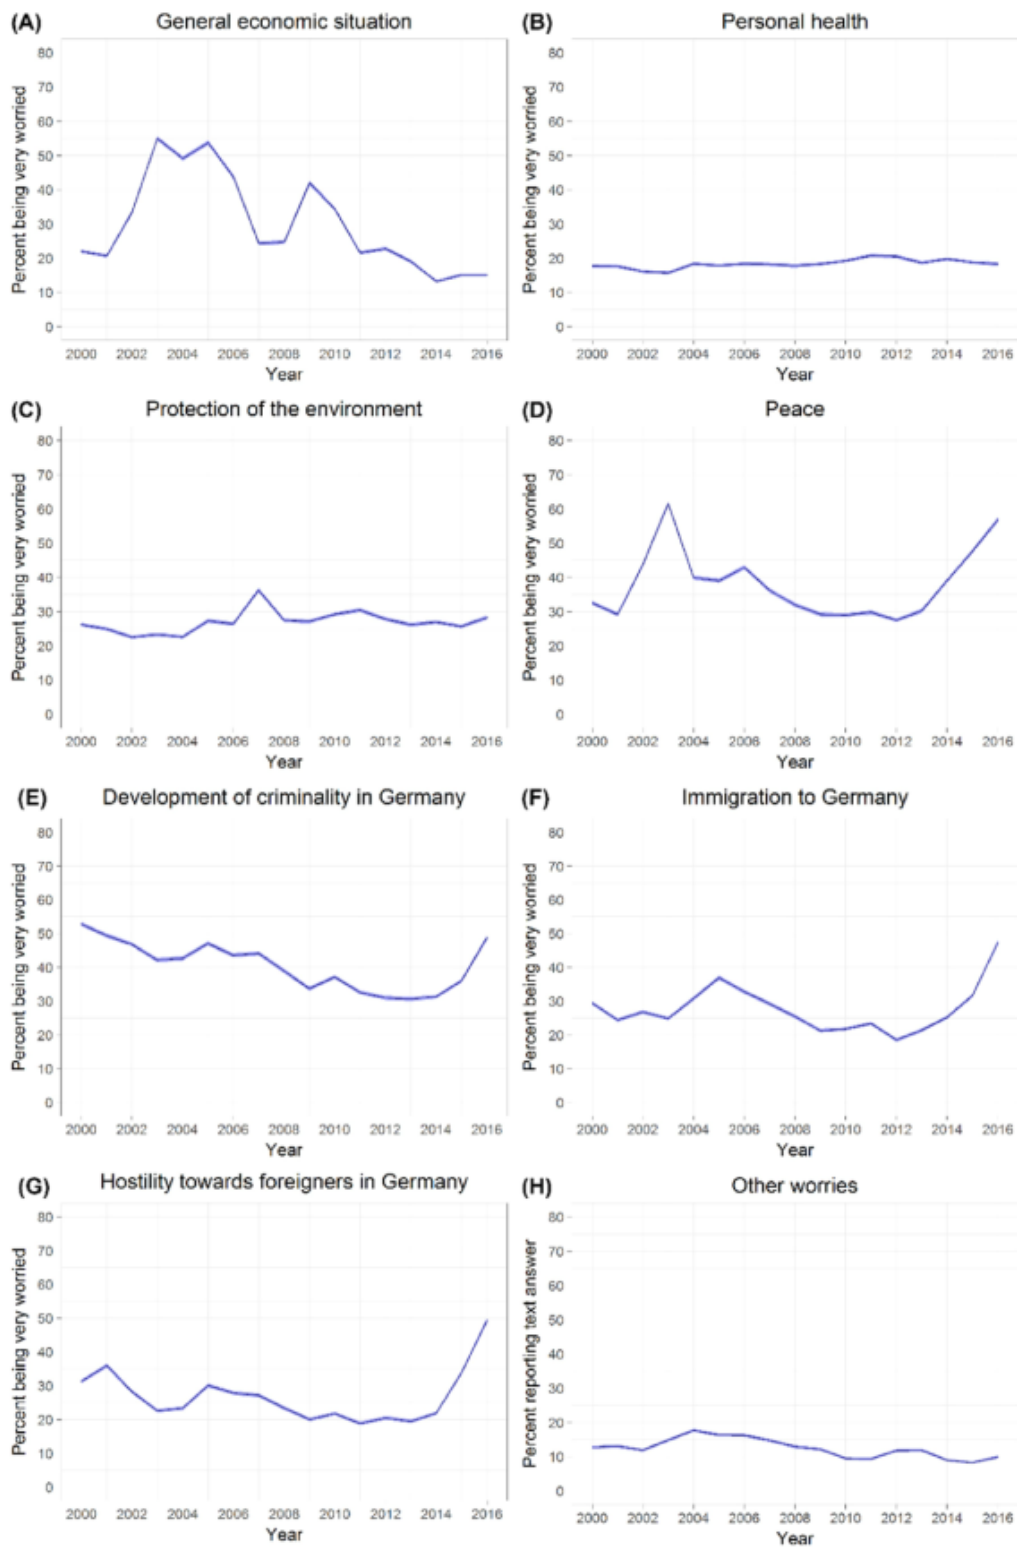 (A) General economic situation
Percent being very worried
80
70
60
50
40
30
20
10
0
2000 2002 2004 2006 2008 2010 2012 2014 2016
Year
(B) Personal health
Percent being very worried
80
70
60
50
40
30
20
10
0
2000 2002 2004 2006 2008 2010 2012 2014 2016
Year
(C) Protection of the environment
Percent being very worried
80
70
60
50
40
30
20
10
0
2000 2002 2004 2006 2008 2010 2012 2014 2016
Year
(D) Peace
Percent being very worried
80
70
60
50
40
30
20
10
0
2000 2002 2004 2006 2008 2010 2012 2014 2016
Year
(E) Development of criminality in Germany
Percent being very worried
80
70
60
50
40
30
20
10
0
2000 2002 2004 2006 2008 2010 2012 2014 2016
Year
(F) Immigration to Germany
Percent being very worried
80
70
60
50
40
30
20
10
0
2000 2002 2004 2006 2008 2010 2012 2014 2016
Year
(G) Hostility towards foreigners in Germany
Percent being very worried
80
70
60
50
40
30
20
10
0
2000 2002 2004 2006 2008 2010 2012 2014 2016
Year
(H) Other worries
Percent reporting text answer
80
70
60
50
40
30
20
10
0
2000 2002 2004 2006 2008 2010 2012 2014 2016
Year